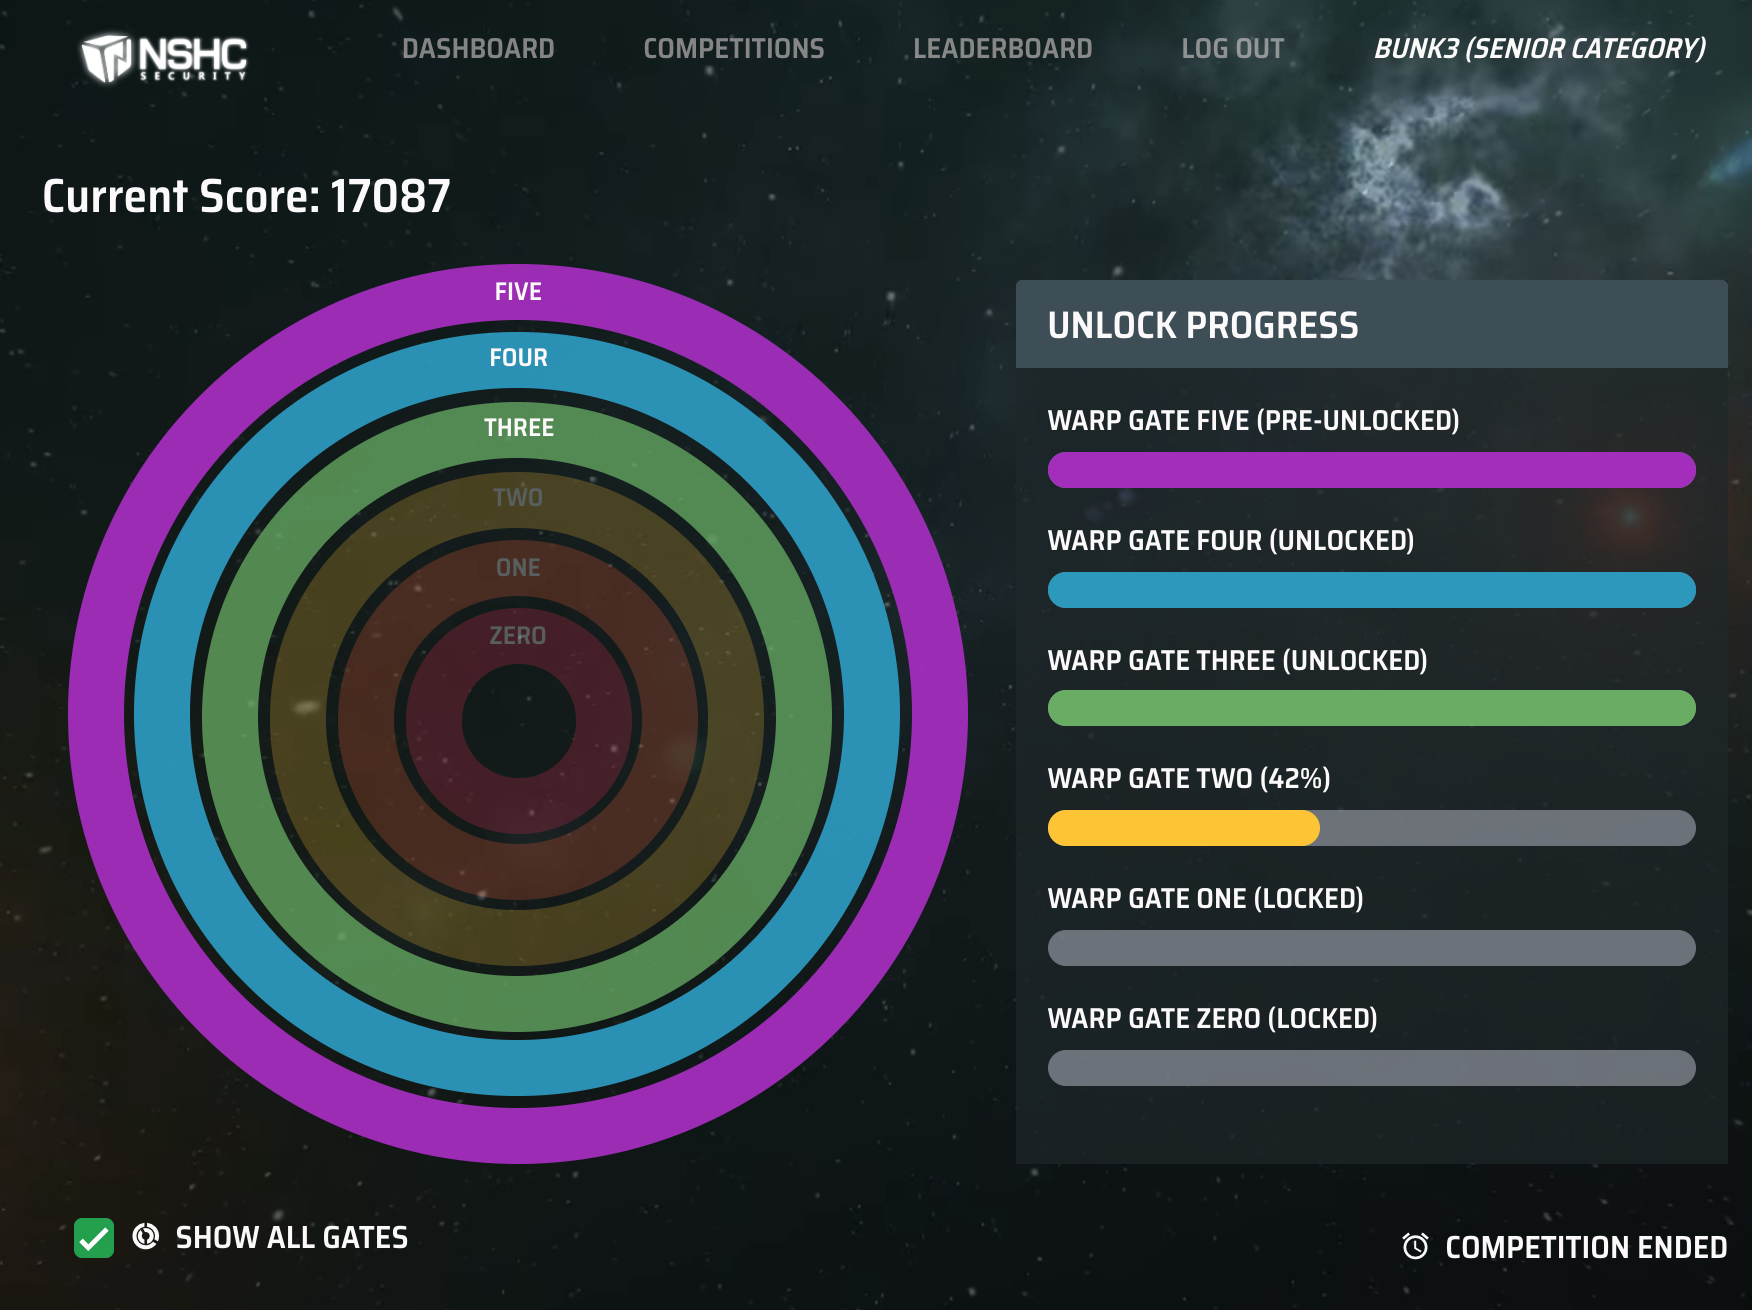 NSHC
SECURITY
DASHBOARD
COMPETITIONS
LEADERBOARD
LOG OUT
BUNK3 (SENIOR CATEGORY)
Current Score: 17087
FIVE
FOUR
THREE
TWO
ONE
ZERO
UNLOCK PROGRESS
WARP GATE FIVE (PRE-UNLOCKED)
WARP GATE FOUR (UNLOCKED)
WARP GATE THREE (UNLOCKED)
WARP GATE TWO (42%)
WARP GATE ONE (LOCKED)
WARP GATE ZERO (LOCKED)
SHOW ALL GATES
COMPETITION ENDED